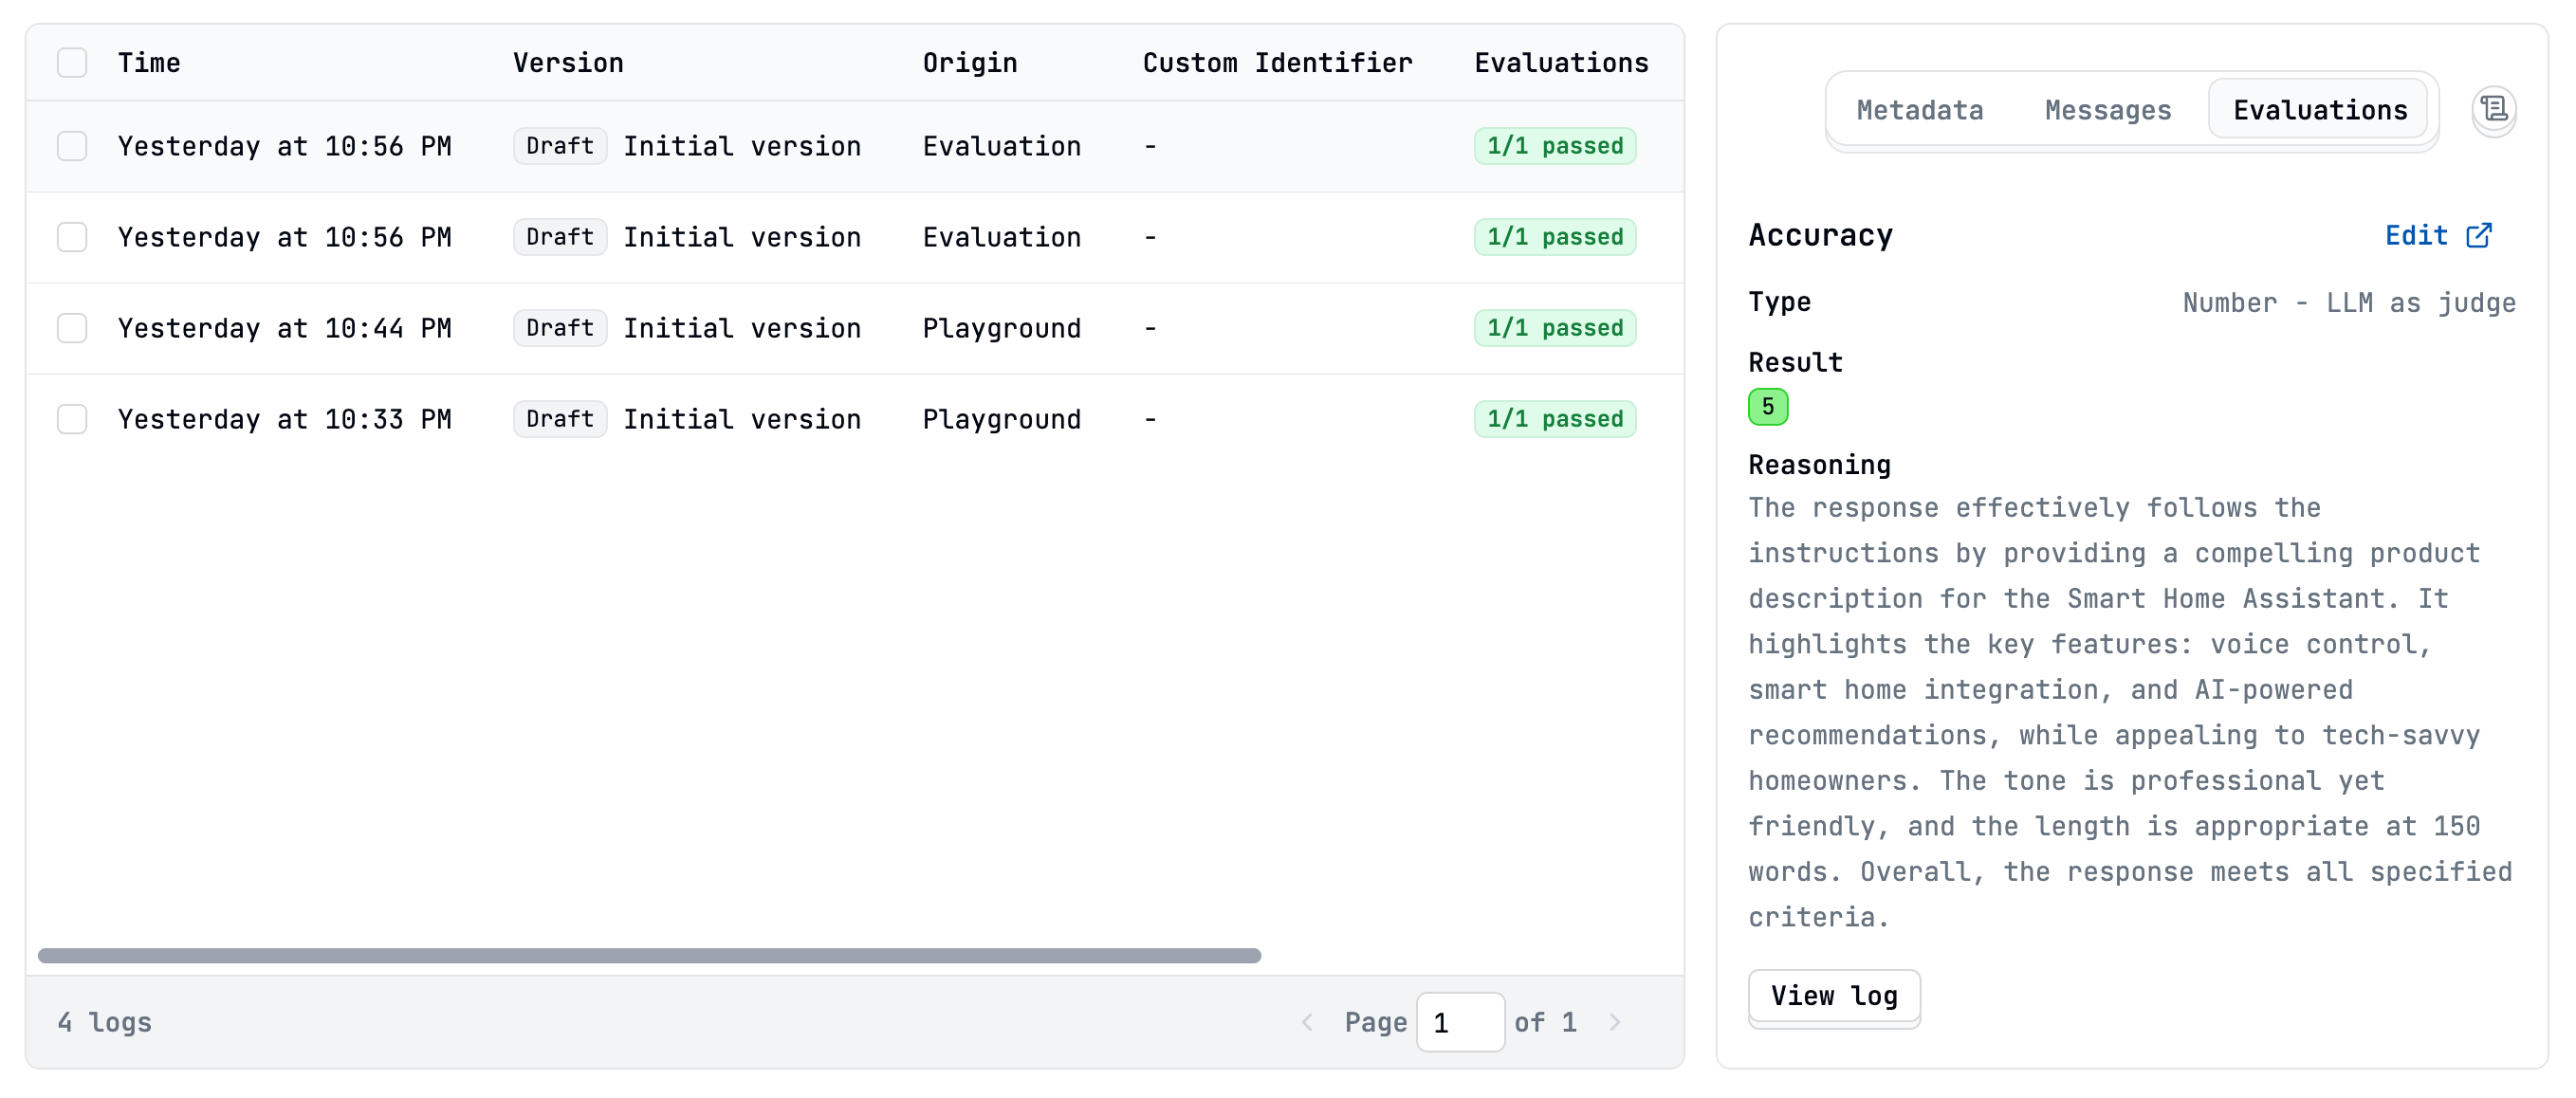 Time Version Origin Custom Identifier Evaluations
Yesterday at 10:56 PM Draft Initial version Evaluation - 1/1 passed
Yesterday at 10:56 PM Draft Initial version Evaluation - 1/1 passed
Yesterday at 10:44 PM Draft Initial version Playground - 1/1 passed
Yesterday at 10:33 PM Draft Initial version Playground - 1/1 passed
4 logs Page 1 of 1
Metadata Messages Evaluations
Accuracy Edit
Type Number - LLM as judge
Result
5
Reasoning
The response effectively follows the
instructions by providing a compelling product
description for the Smart Home Assistant. It
highlights the key features: voice control,
smart home integration, and AI-powered
recommendations, while appealing to tech-savvy
homeowners. The tone is professional yet
friendly, and the length is appropriate at 150
words. Overall, the response meets all specified
criteria.
View log